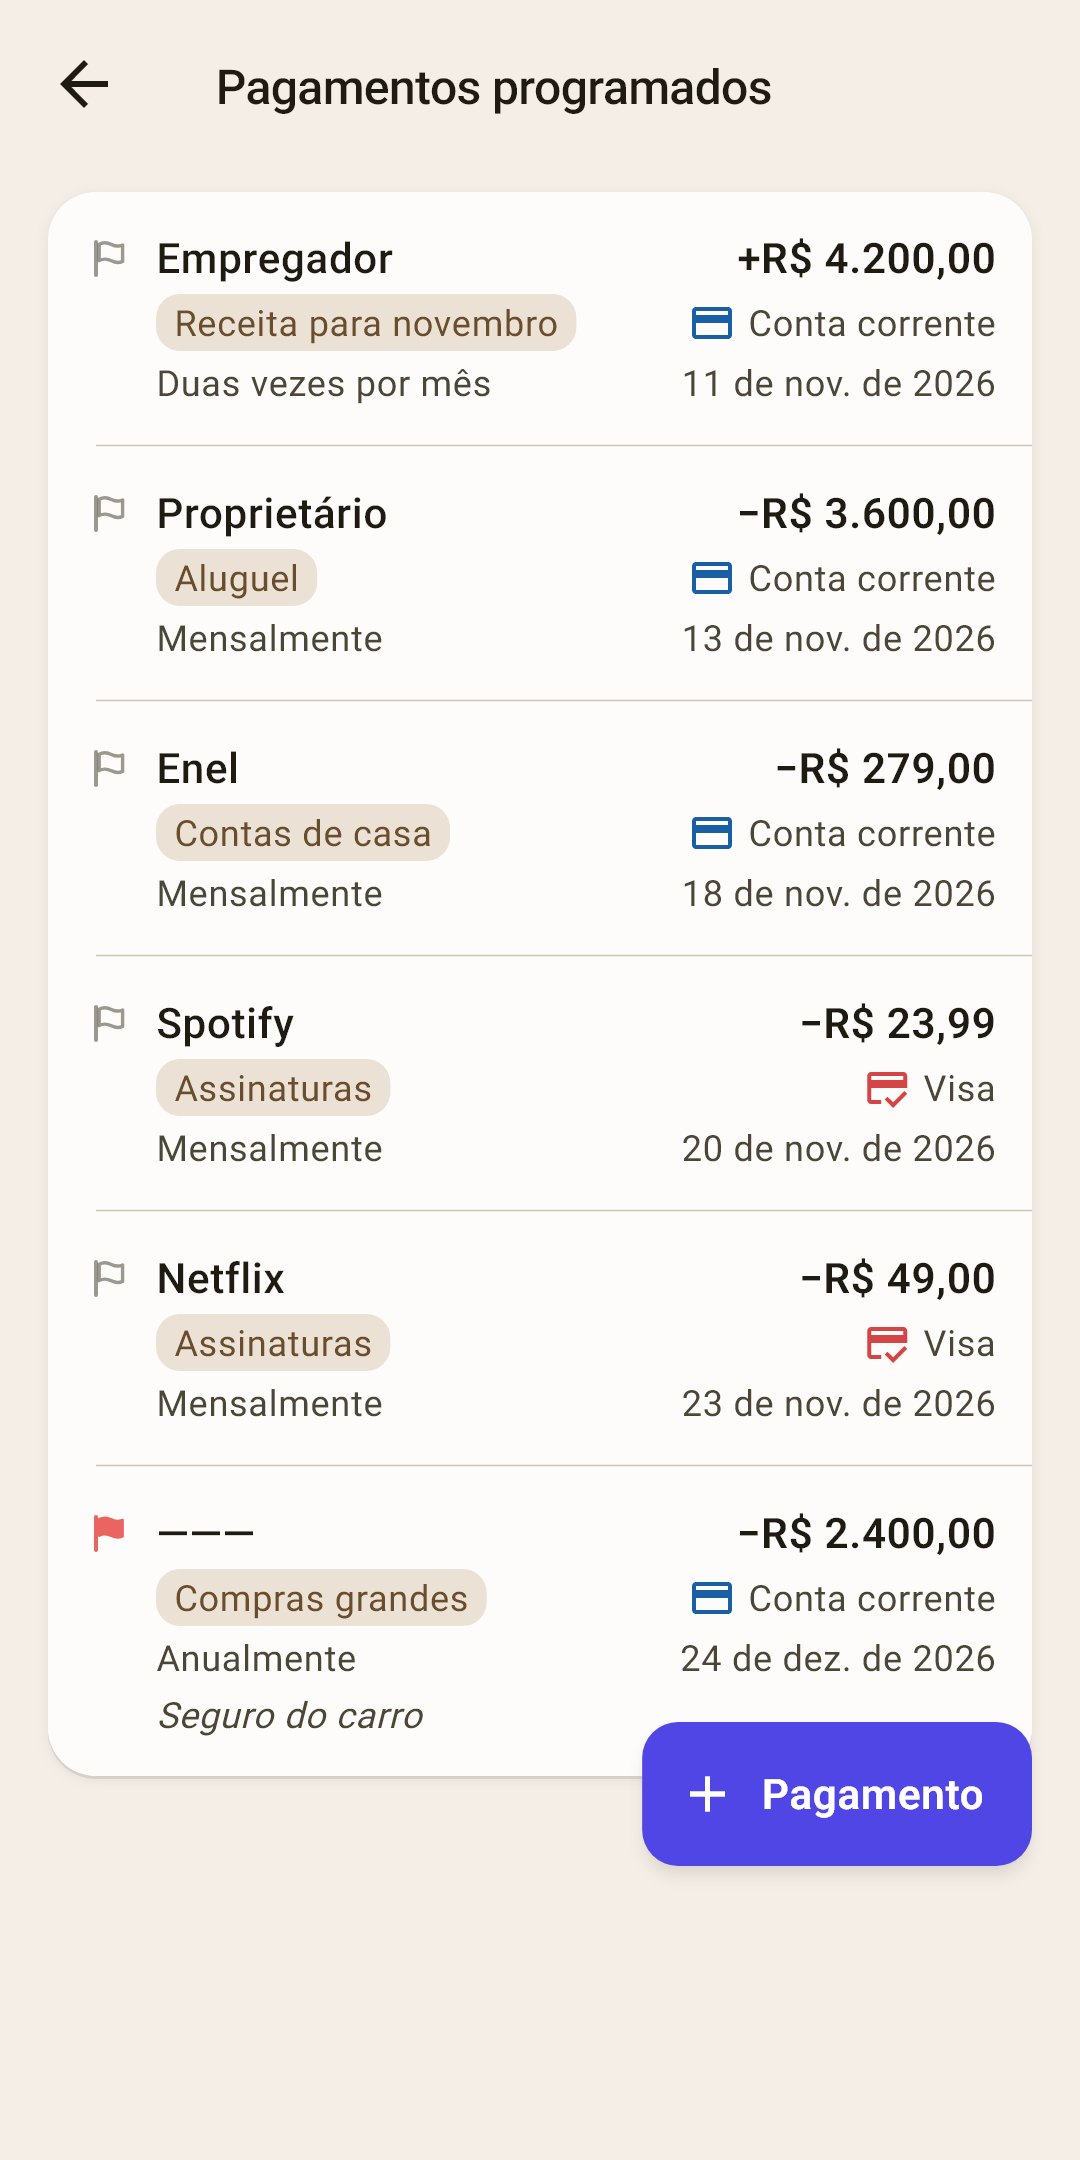 Pagamentos programados
Empregador +R$ 4.200,00
Receita para novembro Conta corrente
Duas vezes por mês 11 de nov. de 2026
Proprietário −R$ 3.600,00
Aluguel Conta corrente
Mensalmente 13 de nov. de 2026
Enel −R$ 279,00
Contas de casa Conta corrente
Mensalmente 18 de nov. de 2026
Spotify −R$ 23,99
Assinaturas Visa
Mensalmente 20 de nov. de 2026
Netflix −R$ 49,00
Assinaturas Visa
Mensalmente 23 de nov. de 2026
——— −R$ 2.400,00
Compras grandes Conta corrente
Anualmente 24 de dez. de 2026
Seguro do carro
Pagamento